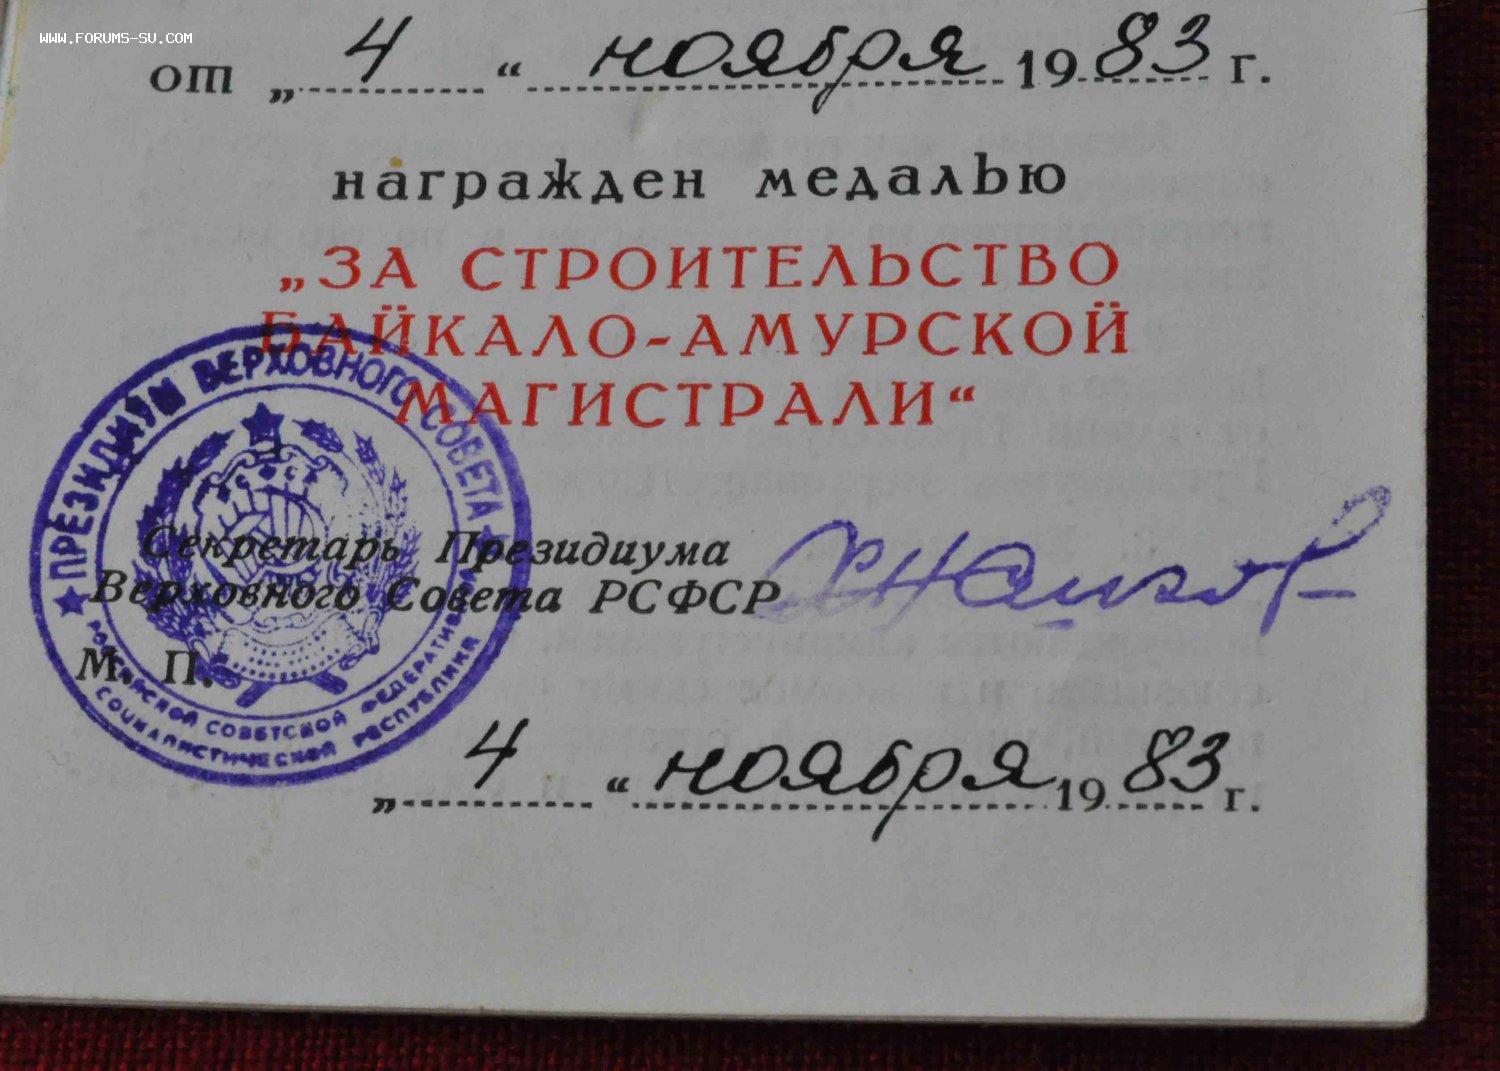 WWW.FORUMS-SU.COM
от „ 4 “ ноября 1983 г.
награжден медалью
„ЗА СТРОИТЕЛЬСТВО
БАЙКАЛО-АМУРСКОЙ
МАГИСТРАЛИ“
ПРЕЗИДИУМ ВЕРХОВНОГО СОВЕТА
РОССИЙСКОЙ СОВЕТСКОЙ ФЕДЕРАТИВНОЙ
СОЦИАЛИСТИЧЕСКОЙ РЕСПУБЛИКИ
РСФСР
Секретарь Президиума
Верховного Совета РСФСР
М. П.
„ 4 “ ноября 1983 г.